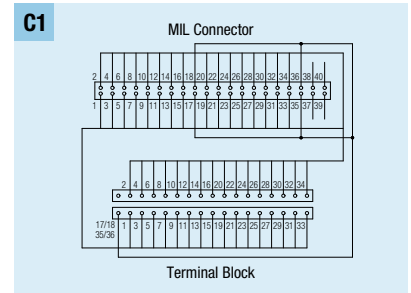 C1
MIL Connector
2 4 6 8 10 12 14 16 18 20 22 24 26 28 30 32 34 36 38 40
1 3 5 7 9 11 13 15 17 19 21 23 25 27 29 31 33 35 37 39
2 4 6 8 10 12 14 16 20 22 24 26 28 30 32 34
17/18 1 3 5 7 9 11 13 15 19 21 23 25 27 29 31 33
35/36
Terminal Block